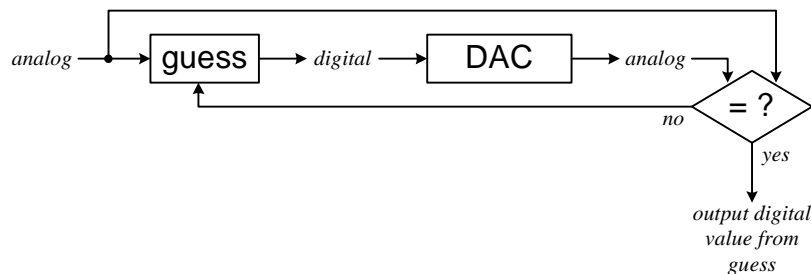 analog
guess
digital
DAC
analog
= ?
no
yes
output digital
value from
guess